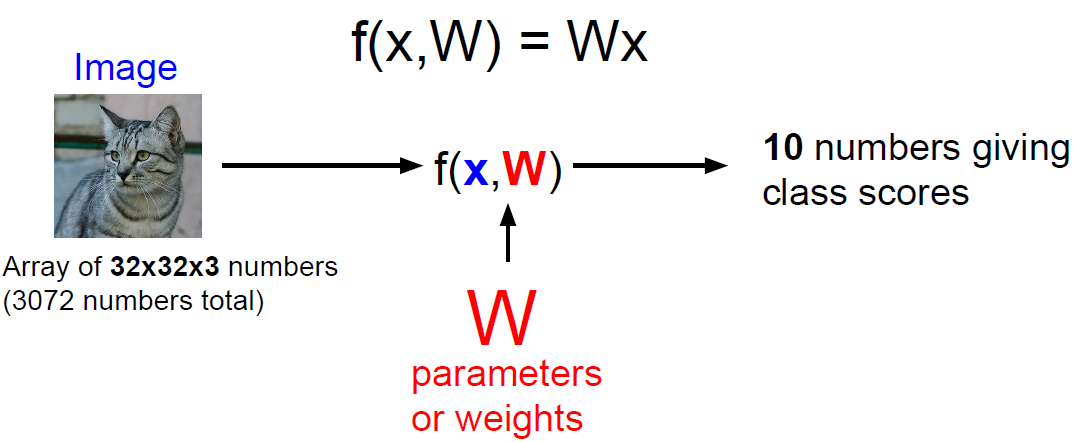 f(x,W) = Wx
Image
f(x,W)
10 numbers giving
class scores
Array of 32x32x3 numbers
(3072 numbers total)
W
parameters
or weights